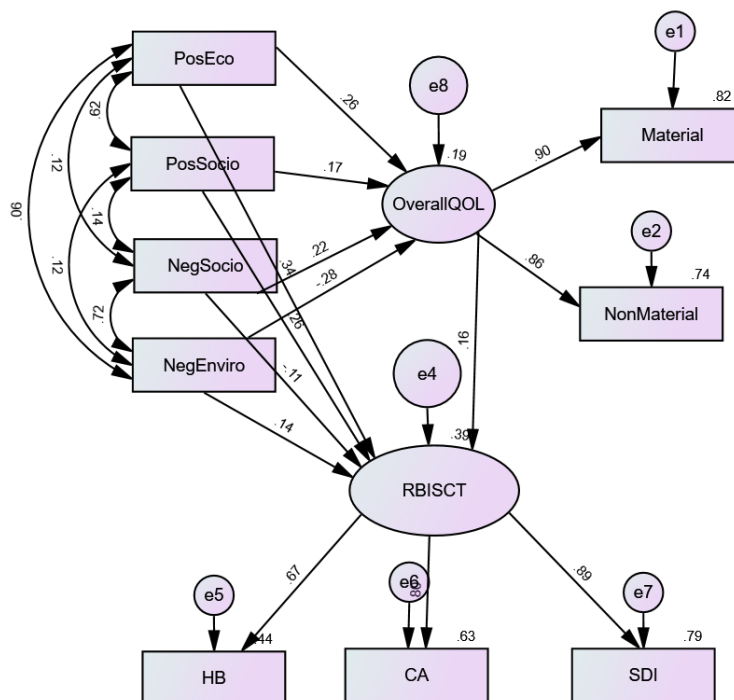 PosEco
PosSocio
NegSocio
NegEnviro
.62
.12
.14
.06
.12
.72
.26
.17
.22
-.28
.34
.26
-.11
.14
e8
.19
OverallQOL
.90
.86
.16
e1
.82
Material
e2
.74
NonMaterial
e4
.39
RBISCT
.67
.80
.89
e5
.44
HB
e6
.63
CA
e7
.79
SDI